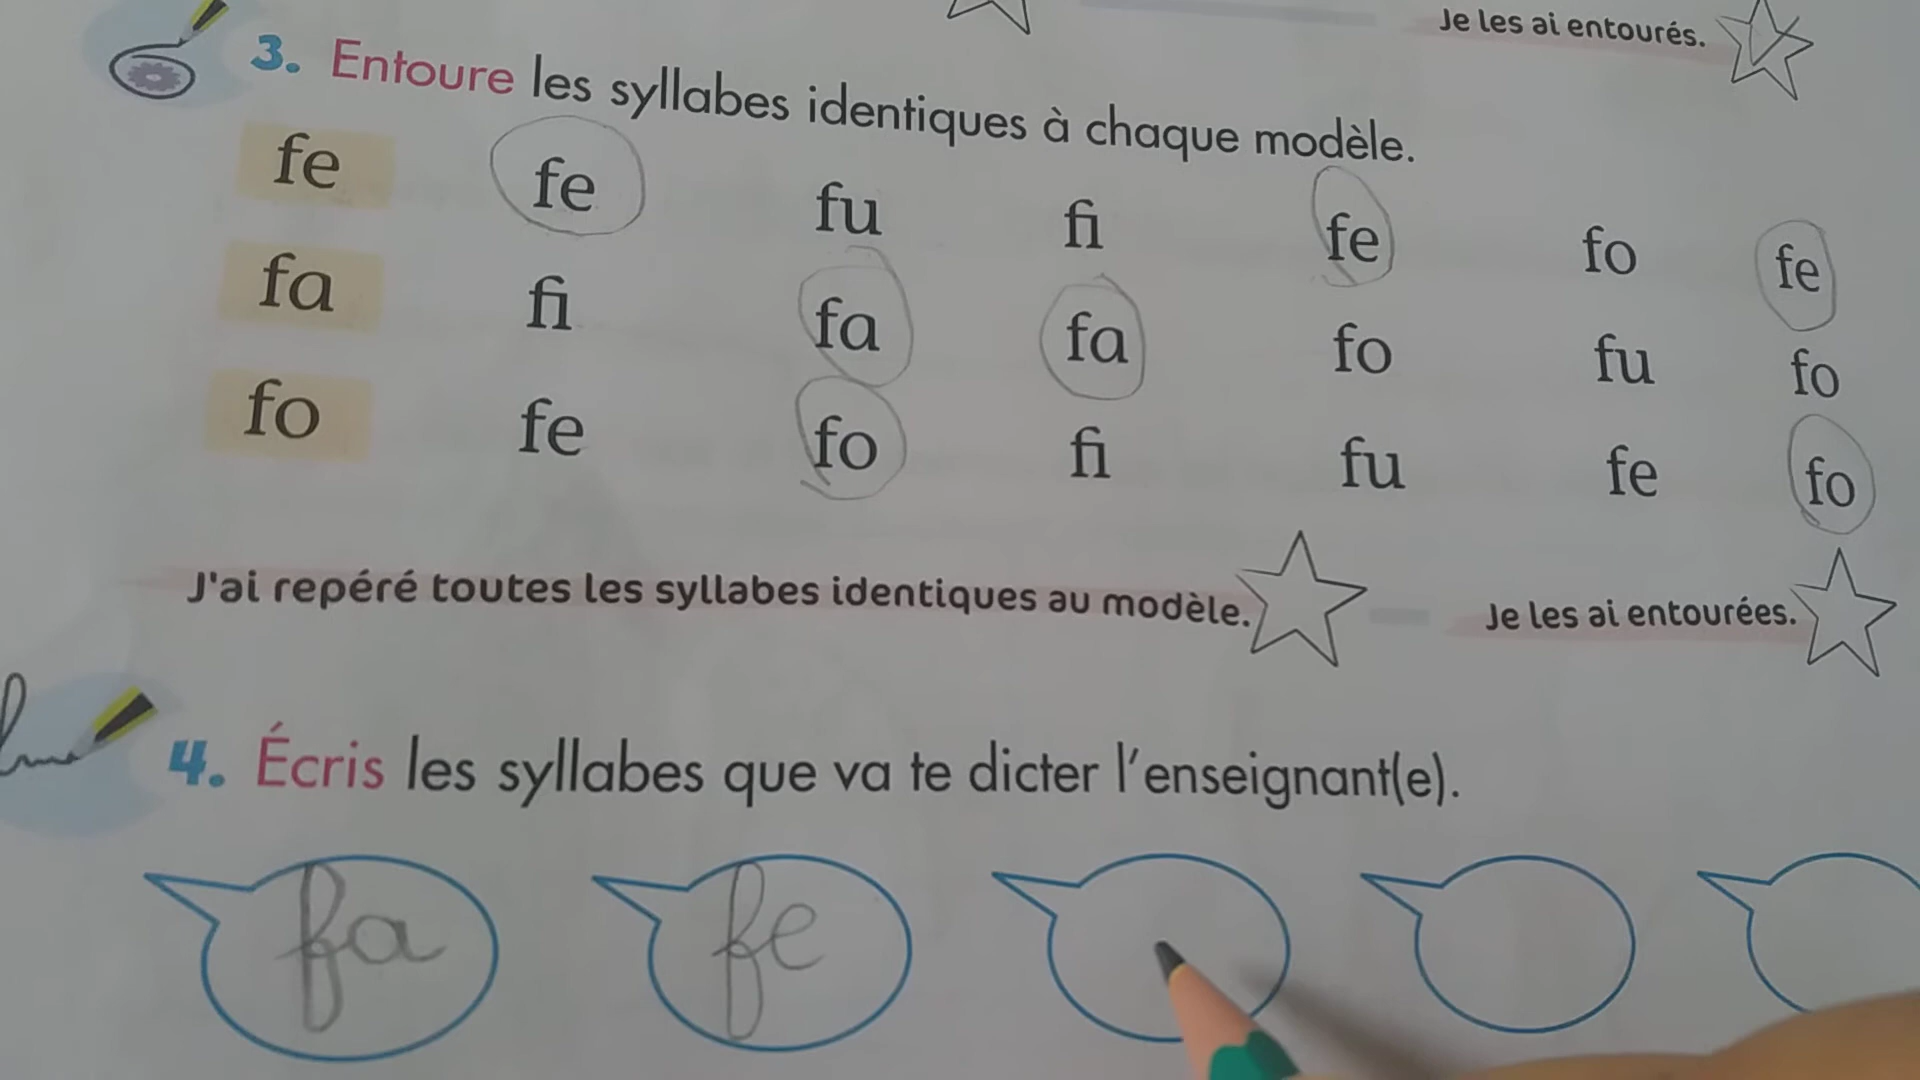 Je les ai entourés.
3. Entoure les syllabes identiques à chaque modèle.
fe fe fu fi fe fo fe
fa fi fa fa fo fu fo
fo fe fo fi fu fe fo
J'ai repéré toutes les syllabes identiques au modèle. Je les ai entourées.
4. Écris les syllabes que va te dicter l'enseignant(e).
fa fe